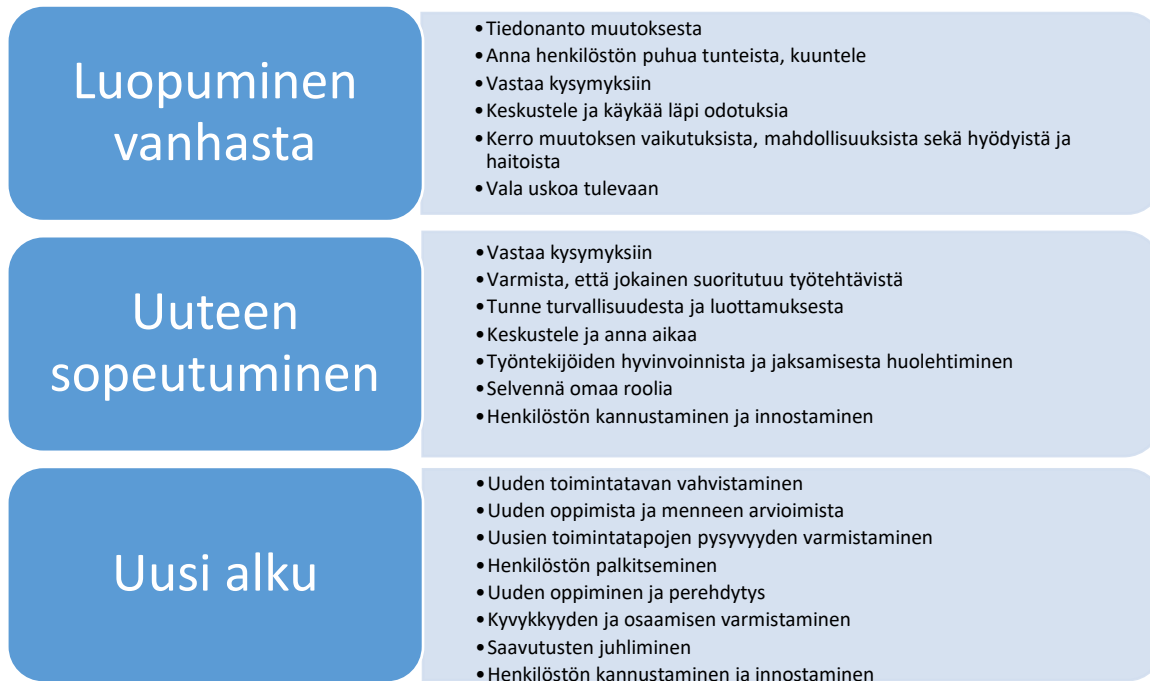 Luopuminen
vanhasta
•Tiedonanto muutoksesta
•Anna henkilöstön puhua tunteista, kuuntele
•Vastaa kysymyksiin
•Keskustele ja käykää läpi odotuksia
•Kerro muutoksen vaikutuksista, mahdollisuuksista sekä hyödyistä ja
haitoista
•Vala uskoa tulevaan
Uuteen
sopeutuminen
•Vastaa kysymyksiin
•Varmista, että jokainen suoritutuu työtehtävistä
•Tunne turvallisuudesta ja luottamuksesta
•Keskustele ja anna aikaa
•Työntekijöiden hyvinvoinnista ja jaksamisesta huolehtiminen
•Selvennä omaa roolia
•Henkilöstön kannustaminen ja innostaminen
Uusi alku
•Uuden toimintatavan vahvistaminen
•Uuden oppimista ja menneen arvioimista
•Uusien toimintatapojen pysyvyyden varmistaminen
•Henkilöstön palkitseminen
•Uuden oppiminen ja perehdytys
•Kyvykkyyden ja osaamisen varmistaminen
•Saavutusten juhliminen
•Henkilöstön kannustaminen ja innostaminen